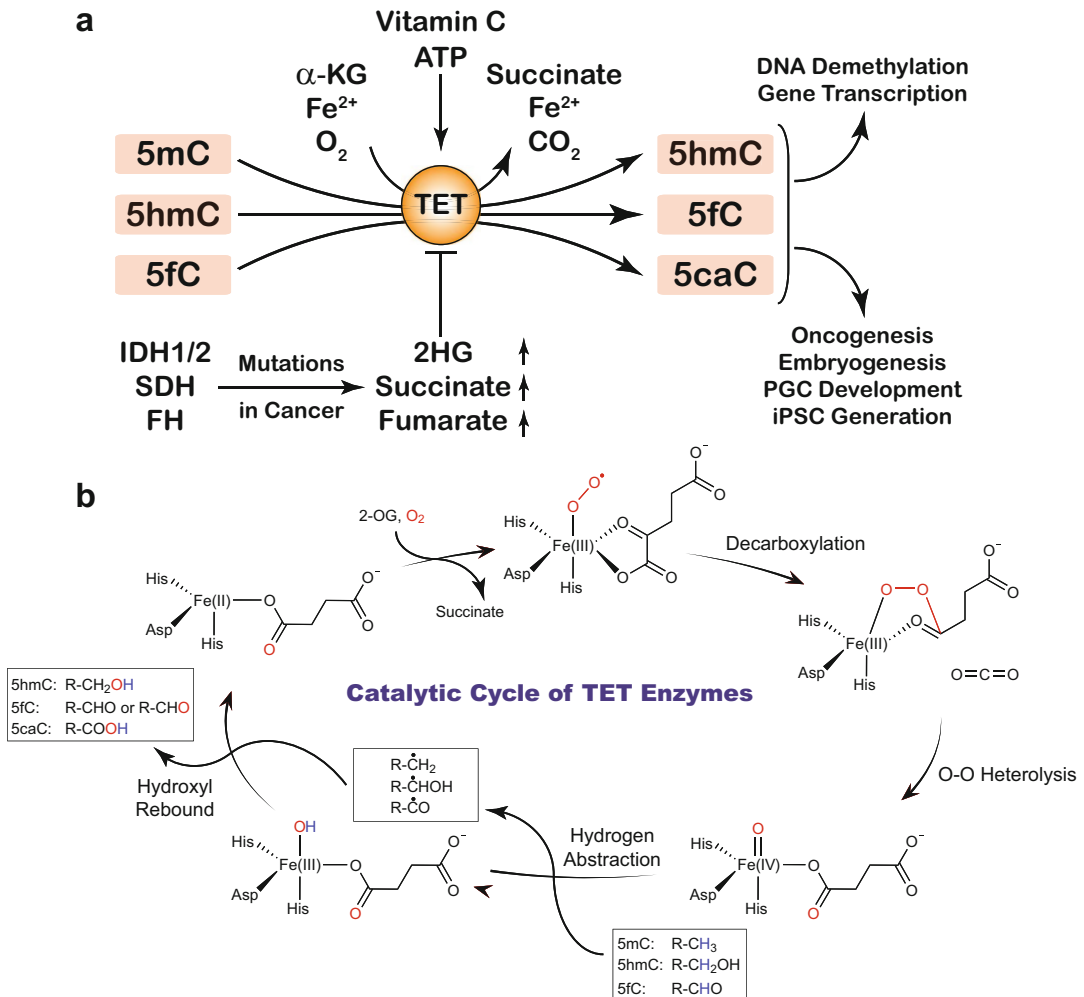 a
Vitamin C
ATP
α-KG
Fe²⁺
O₂
Succinate
Fe²⁺
CO₂
DNA Demethylation
Gene Transcription
5mC
5hmC
5fC
TET
5hmC
5fC
5caC
IDH1/2
SDH
FH
Mutations
in Cancer
2HG
Succinate
Fumarate
Oncogenesis
Embryogenesis
PGC Development
iPSC Generation
b
His
Fe(II)
Asp
His
O
O
O⁻
O
2-OG, O₂
Succinate
O
O•
His
Fe(III)
Asp
His
O
O
O
O⁻
O
Decarboxylation
O
O
His
Fe(III)
Asp
His
O
O⁻
O
O=C=O
Catalytic Cycle of TET Enzymes
5hmC: R-CH₂OH
5fC: R-CHO or R-CHO
5caC: R-COOH
Hydroxyl
Rebound
R-ĊH₂
R-ĊHOH
R-ĊO
O-O Heterolysis
OH
His
Fe(III)
Asp
His
O
O
O⁻
O
Hydrogen
Abstraction
O
His
Fe(IV)
Asp
His
O
O
O⁻
O
5mC: R-CH₃
5hmC: R-CH₂OH
5fC: R-CHO